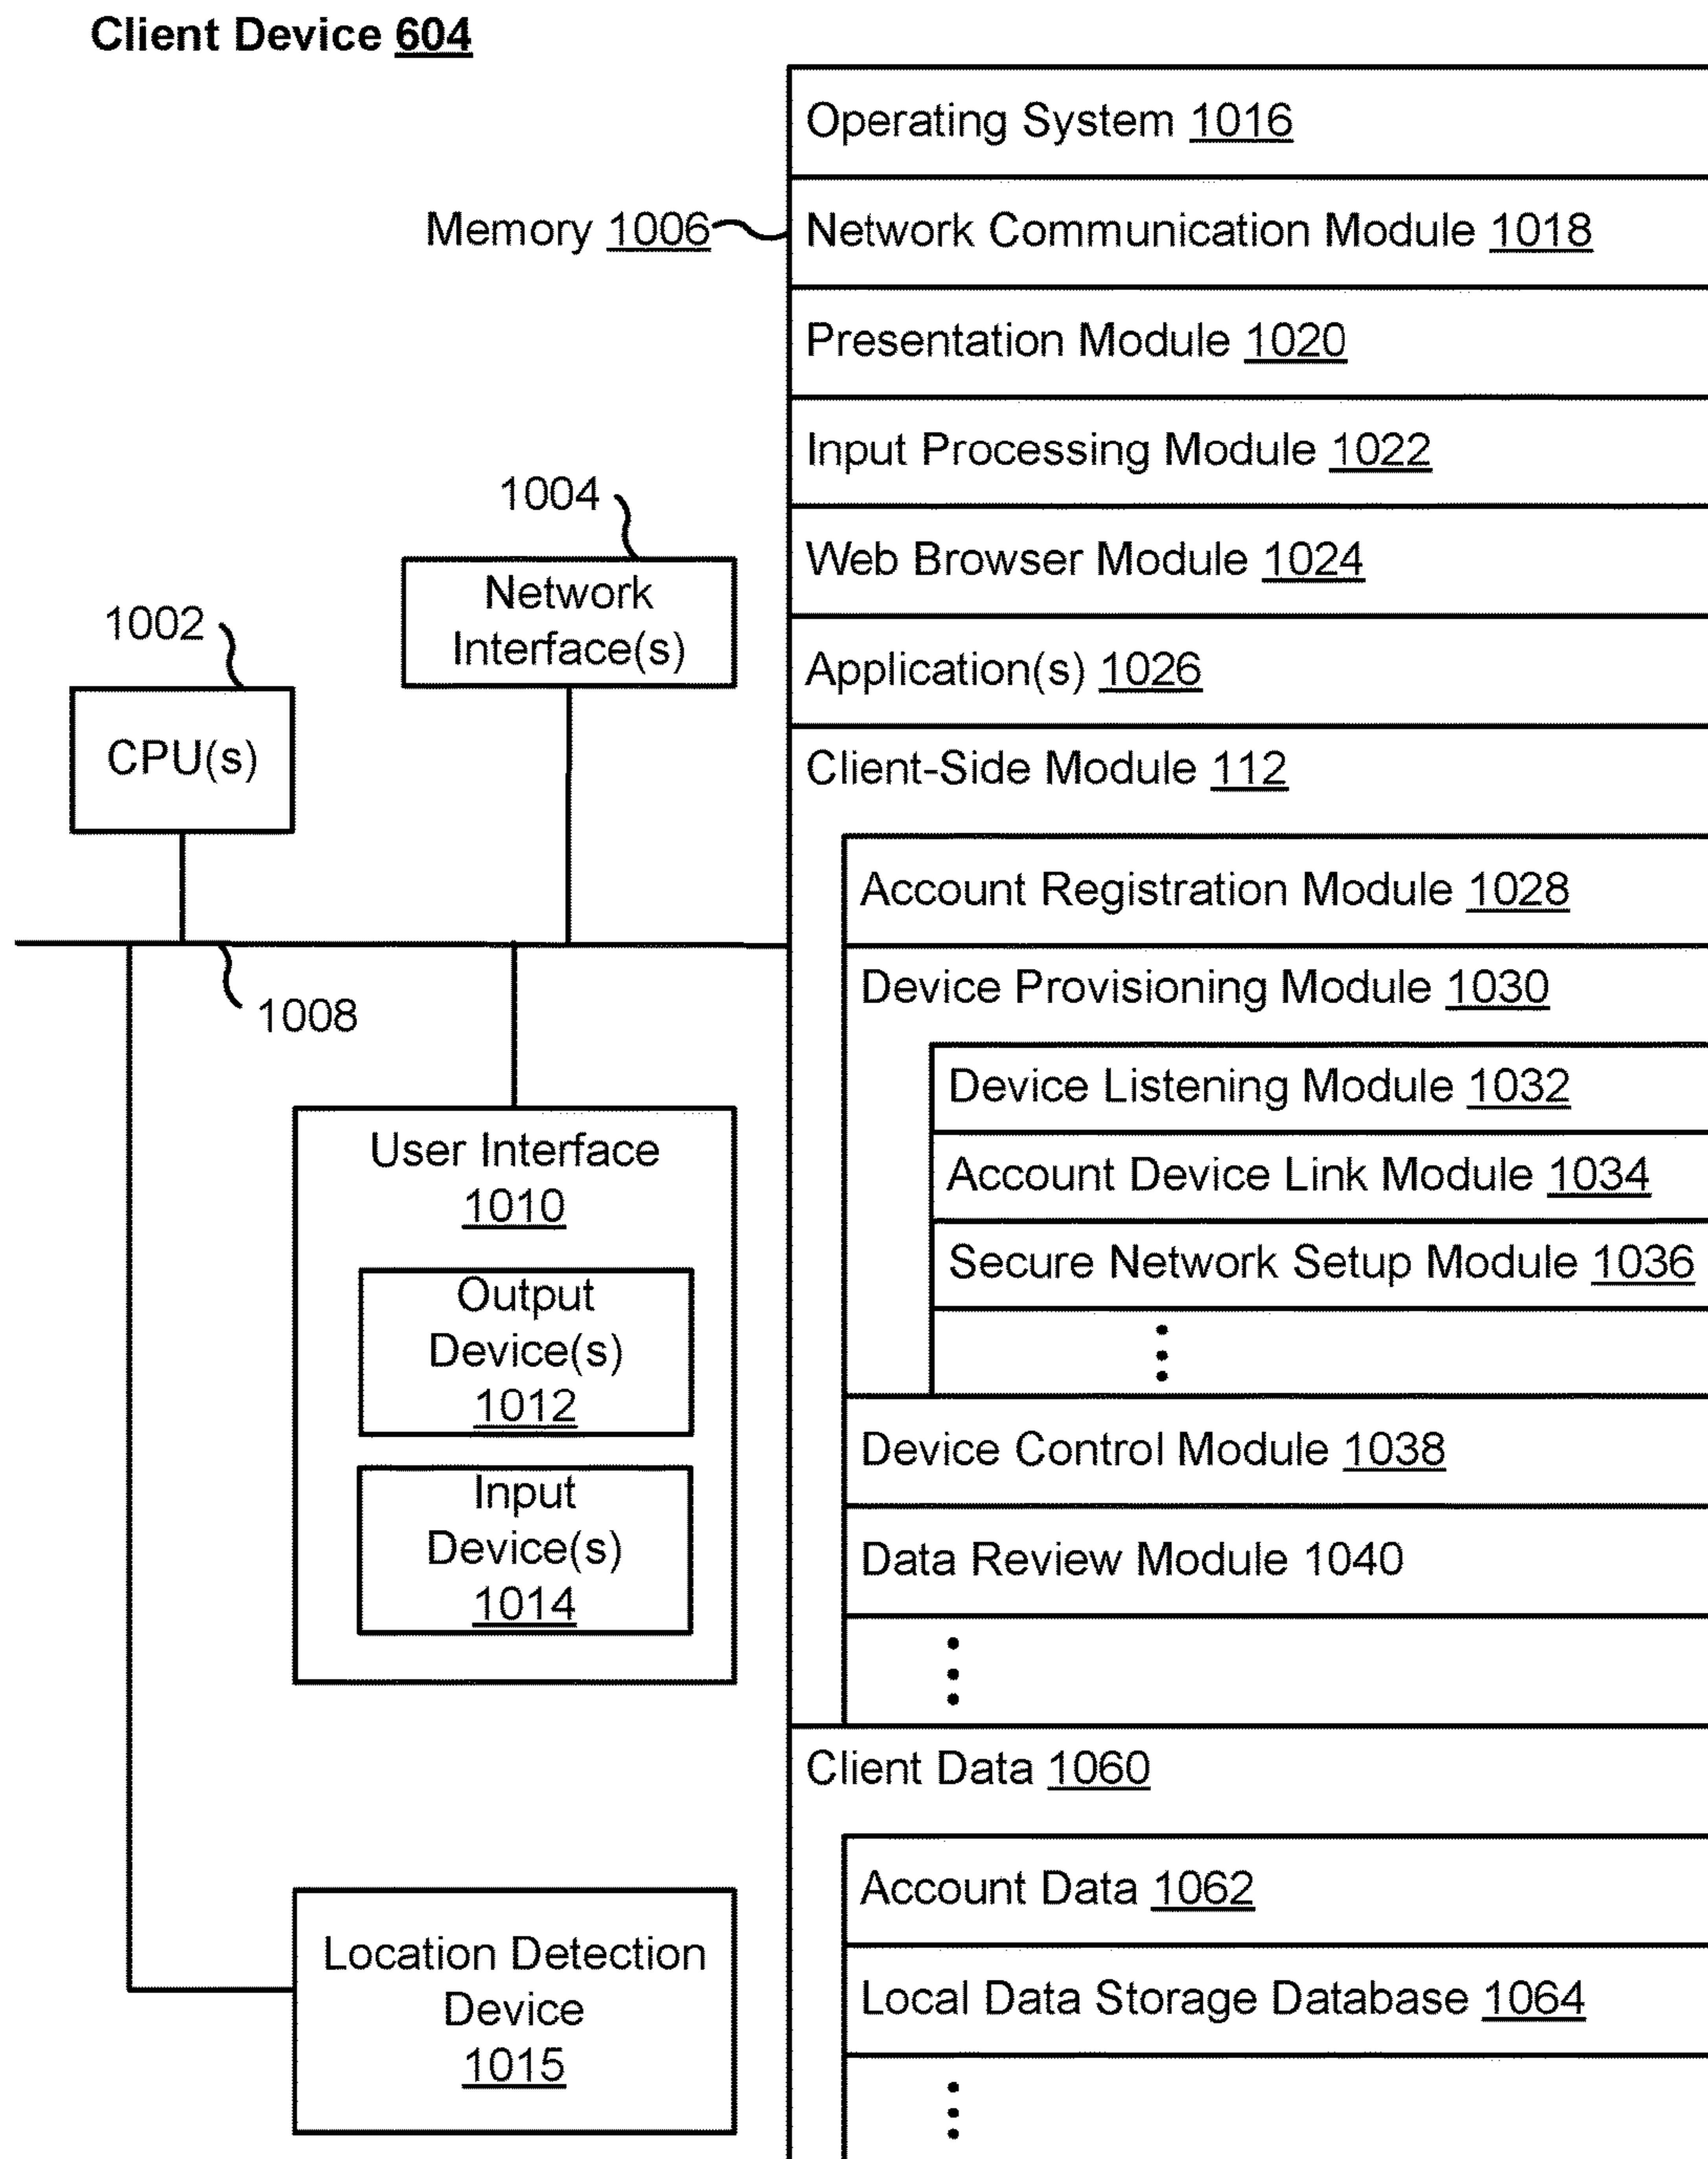 Client Device 604
Operating System 1016
Memory 1006
Network Communication Module 1018
Presentation Module 1020
Input Processing Module 1022
Web Browser Module 1024
Application(s) 1026
Client-Side Module 112
Account Registration Module 1028
Device Provisioning Module 1030
Device Listening Module 1032
Account Device Link Module 1034
Secure Network Setup Module 1036
Device Control Module 1038
Data Review Module 1040
Client Data 1060
Account Data 1062
Local Data Storage Database 1064
1004
Network
Interface(s)
1002
CPU(s)
1008
User Interface
1010
Output
Device(s)
1012
Input
Device(s)
1014
Location Detection
Device
1015